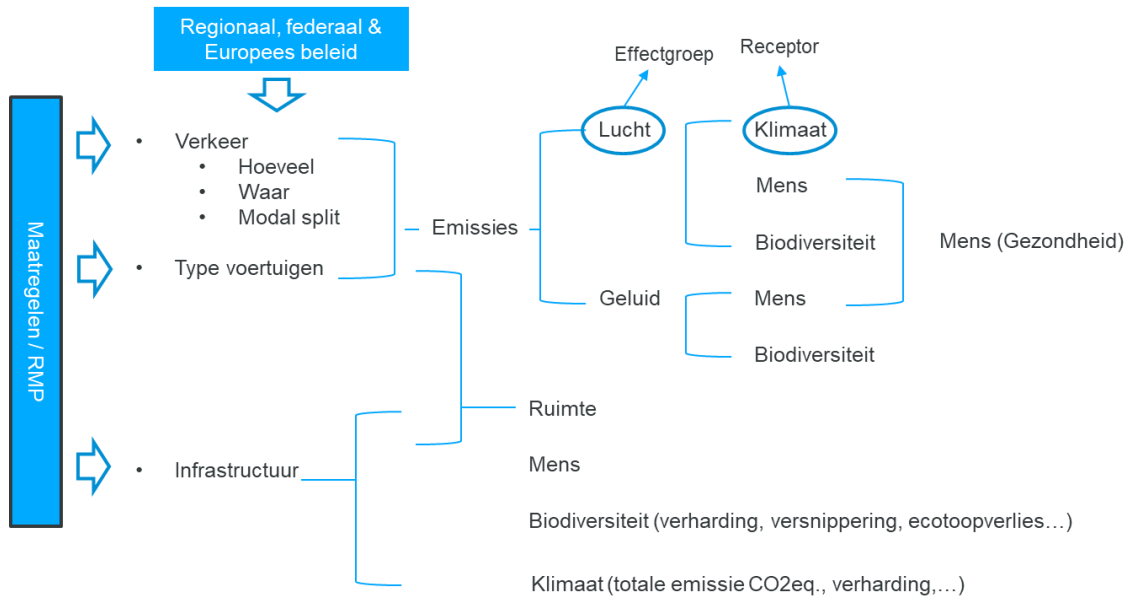 Regionaal, federaal &
Europees beleid
Effectgroep
Receptor
Maatregelen / RMP
• Verkeer
• Hoeveel
• Waar
• Modal split
• Type voertuigen
• Infrastructuur
Emissies
Lucht
Klimaat
Mens
Biodiversiteit
Mens (Gezondheid)
Geluid
Mens
Biodiversiteit
Ruimte
Mens
Biodiversiteit (verharding, versnippering, ecotoopverlies…)
Klimaat (totale emissie CO2eq., verharding,…)